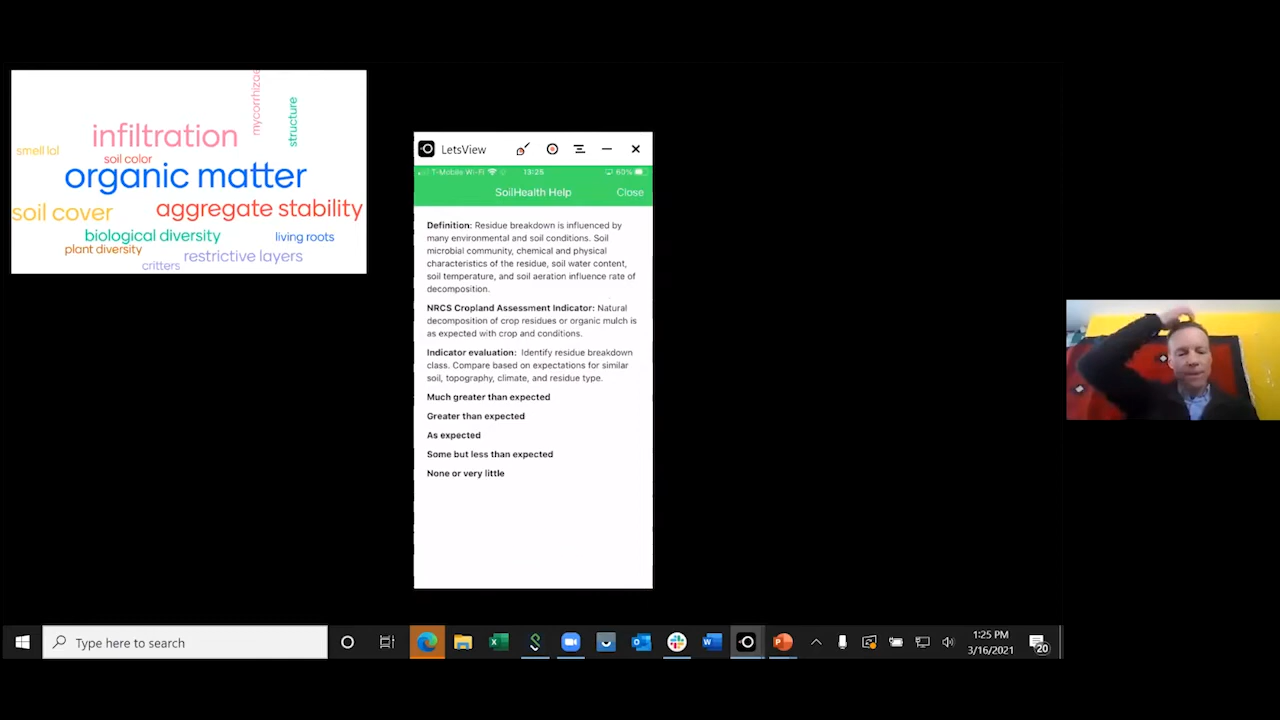 mycorrhizae
structure
infiltration
smell lol
soil color
organic matter
soil cover
aggregate stability
biological diversity
living roots
plant diversity
restrictive layers
critters
LetsView
T-Mobile Wi-Fi
13:25
60%
SoilHealth Help
Close
Definition: Residue breakdown is influenced by
many environmental and soil conditions. Soil
microbial community, chemical and physical
characteristics of the residue, soil water content,
soil temperature, and soil aeration influence rate of
decomposition.
NRCS Cropland Assessment Indicator: Natural
decomposition of crop residues or organic mulch is
as expected with crop and conditions.
Indicator evaluation: Identify residue breakdown
class. Compare based on expectations for similar
soil, topography, climate, and residue type.
Much greater than expected
Greater than expected
As expected
Some but less than expected
None or very little
Type here to search
1:25 PM
3/16/2021
20